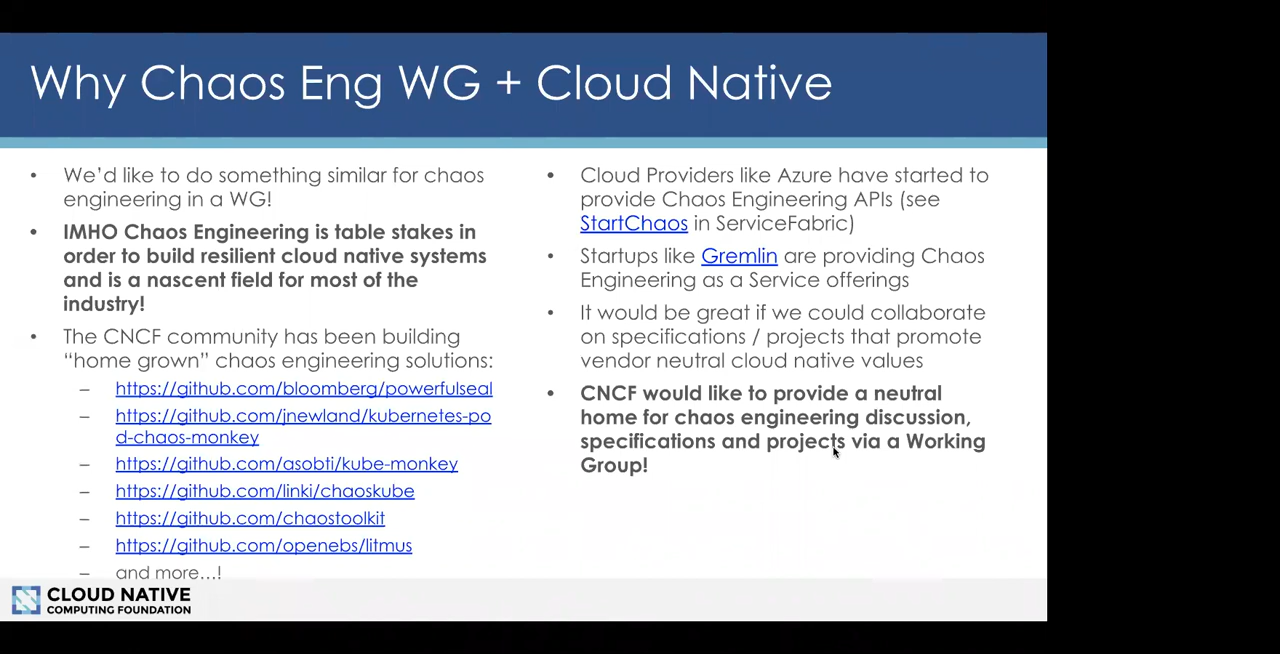 Why Chaos Eng WG + Cloud Native
• We’d like to do something similar for chaos
engineering in a WG!
• IMHO Chaos Engineering is table stakes in
order to build resilient cloud native systems
and is a nascent field for most of the
industry!
• The CNCF community has been building
“home grown” chaos engineering solutions:
– https://github.com/bloomberg/powerfulseal
– https://github.com/jnewland/kubernetes-po
d-chaos-monkey
– https://github.com/asobti/kube-monkey
– https://github.com/linki/chaoskube
– https://github.com/chaostoolkit
– https://github.com/openebs/litmus
– and more…!
• Cloud Providers like Azure have started to
provide Chaos Engineering APIs (see
StartChaos in ServiceFabric)
• Startups like Gremlin are providing Chaos
Engineering as a Service offerings
• It would be great if we could collaborate
on specifications / projects that promote
vendor neutral cloud native values
• CNCF would like to provide a neutral
home for chaos engineering discussion,
specifications and projects via a Working
Group!
CLOUD NATIVE
COMPUTING FOUNDATION